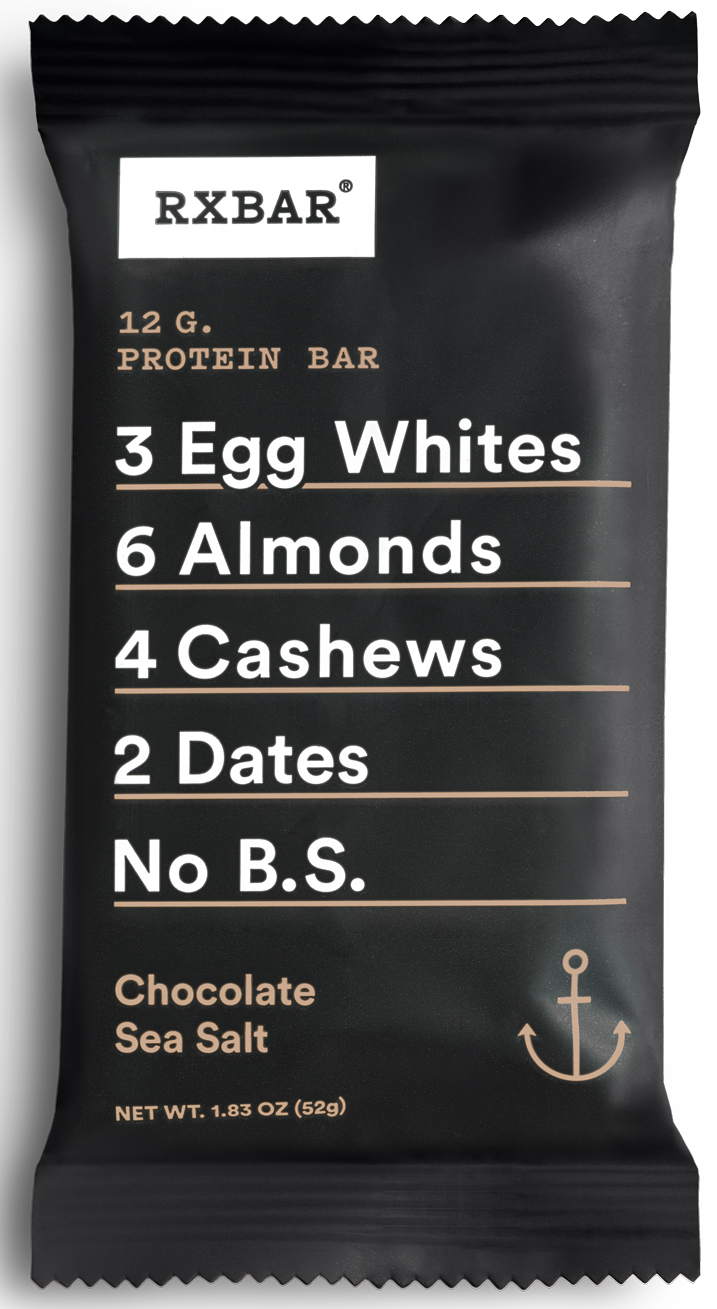 RXBAR®
12 G.
PROTEIN BAR
3 Egg Whites
6 Almonds
4 Cashews
2 Dates
No B.S.
Chocolate
Sea Salt
NET WT. 1.83 OZ (52g)